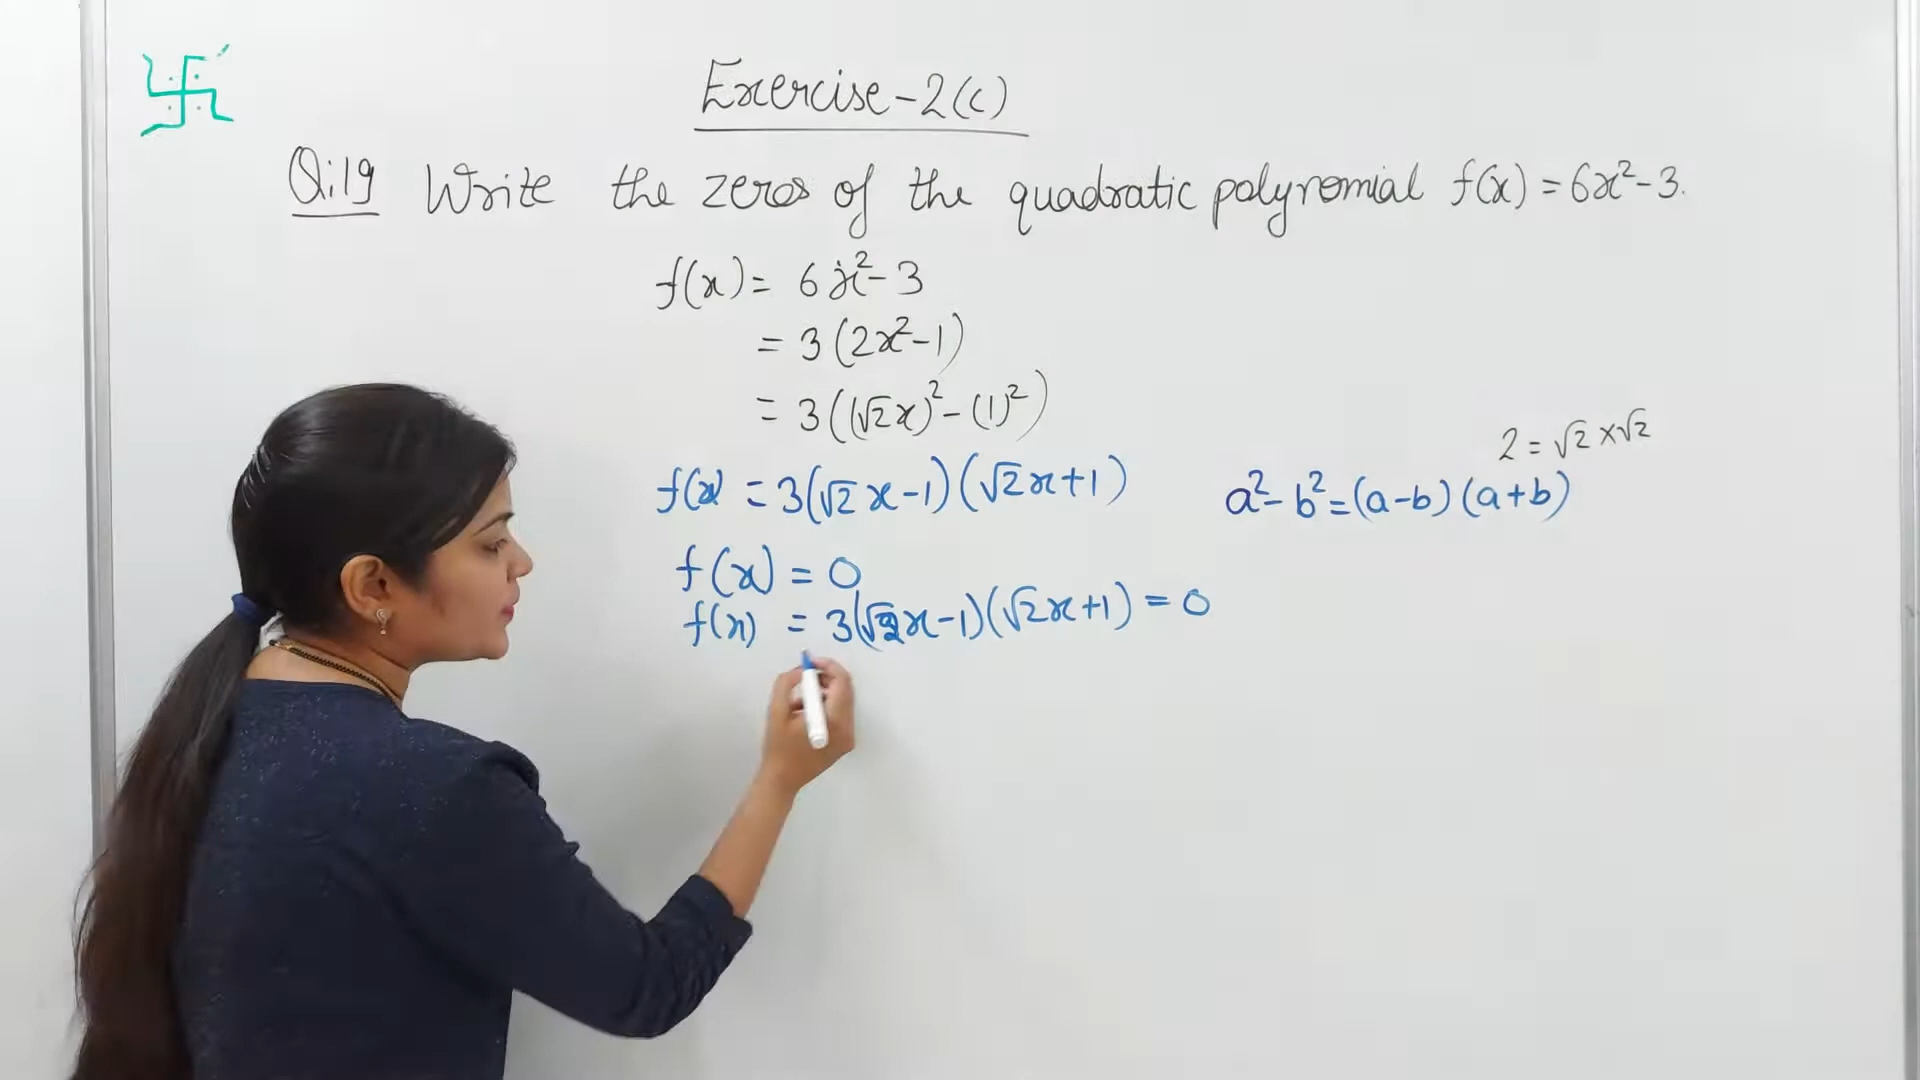 Exercise-2(c)
Q:19 Write the zeros of the quadratic polynomial f(x) = 6x²-3.
f(x) = 6x²-3
= 3(2x²-1)
= 3((√2x)²-(1)²)
2 = √2 x √2
f(x) = 3(√2x-1)(√2x+1) a²-b²=(a-b)(a+b)
f(x) = 0
f(x) = 3(√2x-1)(√2x+1) = 0